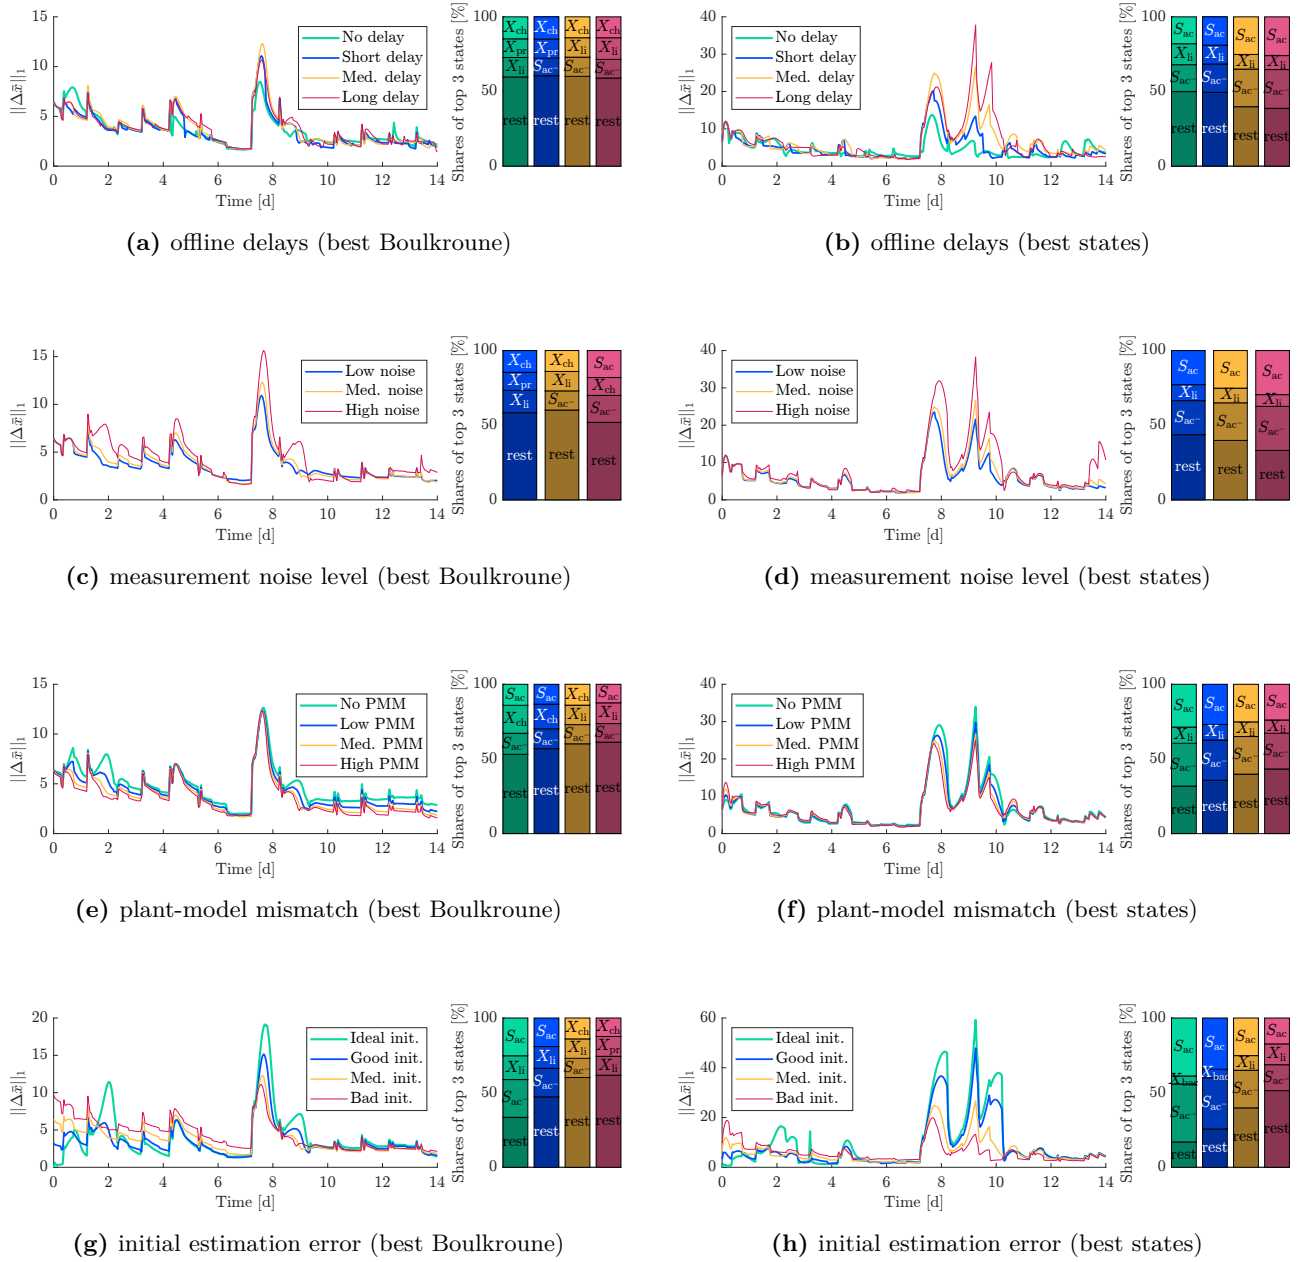 15
10
5
0
||Δx̄||₁
0 2 4 6 8 10 12 14
Time [d]
No delay
Short delay
Med. delay
Long delay
Shares of top 3 states [%]
100
50
0
X_ch X_ch X_ch X_ch
X_pr X_pr X_li X_li
X_li S_ac⁻ S_ac⁻ S_ac⁻
rest rest rest rest
(a) offline delays (best Boulkroune)
40
30
20
10
0
||Δx̄||₁
0 2 4 6 8 10 12 14
Time [d]
No delay
Short delay
Med. delay
Long delay
Shares of top 3 states [%]
100
50
0
S_ac S_ac S_ac S_ac
X_li X_li X_li X_li
S_ac⁻ S_ac⁻ S_ac⁻ S_ac⁻
rest rest rest rest
(b) offline delays (best states)
15
10
5
0
||Δx̄||₁
0 2 4 6 8 10 12 14
Time [d]
Low noise
Med. noise
High noise
Shares of top 3 states [%]
100
50
0
X_ch X_ch S_ac
X_pr X_li X_ch
X_li S_ac⁻ S_ac⁻
rest rest rest
(c) measurement noise level (best Boulkroune)
40
30
20
10
0
||Δx̄||₁
0 2 4 6 8 10 12 14
Time [d]
Low noise
Med. noise
High noise
Shares of top 3 states [%]
100
50
0
S_ac S_ac S_ac
X_li X_li X_li
S_ac⁻ S_ac⁻ S_ac⁻
rest rest rest
(d) measurement noise level (best states)
15
10
5
0
||Δx̄||₁
0 2 4 6 8 10 12 14
Time [d]
No PMM
Low PMM
Med. PMM
High PMM
Shares of top 3 states [%]
100
50
0
S_ac S_ac X_ch S_ac
X_ch X_ch X_li X_li
S_ac⁻ S_ac⁻ S_ac⁻ S_ac⁻
rest rest rest rest
(e) plant-model mismatch (best Boulkroune)
40
30
20
10
0
||Δx̄||₁
0 2 4 6 8 10 12 14
Time [d]
No PMM
Low PMM
Med. PMM
High PMM
Shares of top 3 states [%]
100
50
0
S_ac S_ac S_ac S_ac
X_li X_li X_li X_li
S_ac⁻ S_ac⁻ S_ac⁻ S_ac⁻
rest rest rest rest
(f) plant-model mismatch (best states)
20
15
10
5
0
||Δx̄||₁
0 2 4 6 8 10 12 14
Time [d]
Ideal init.
Good init.
Med. init.
Bad init.
Shares of top 3 states [%]
100
50
0
S_ac S_ac X_ch X_ch
X_li X_li X_li X_pr
S_ac⁻ S_ac⁻ S_ac⁻ X_li
rest rest rest rest
(g) initial estimation error (best Boulkroune)
60
40
20
0
||Δx̄||₁
0 2 4 6 8 10 12 14
Time [d]
Ideal init.
Good init.
Med. init.
Bad init.
Shares of top 3 states [%]
100
50
0
S_ac S_ac S_ac S_ac
X_bac X_bac X_li X_li
S_ac⁻ S_ac⁻ S_ac⁻ S_ac⁻
rest rest rest rest
(h) initial estimation error (best states)